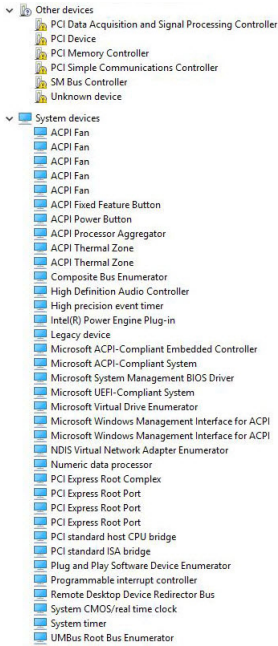 Other devices
PCI Data Acquisition and Signal Processing Controller
PCI Device
PCI Memory Controller
PCI Simple Communications Controller
SM Bus Controller
Unknown device
System devices
ACPI Fan
ACPI Fan
ACPI Fan
ACPI Fan
ACPI Fan
ACPI Fixed Feature Button
ACPI Power Button
ACPI Processor Aggregator
ACPI Thermal Zone
ACPI Thermal Zone
Composite Bus Enumerator
High Definition Audio Controller
High precision event timer
Intel(R) Power Engine Plug-in
Legacy device
Microsoft ACPI-Compliant Embedded Controller
Microsoft ACPI-Compliant System
Microsoft System Management BIOS Driver
Microsoft UEFI-Compliant System
Microsoft Virtual Drive Enumerator
Microsoft Windows Management Interface for ACPI
Microsoft Windows Management Interface for ACPI
NDIS Virtual Network Adapter Enumerator
Numeric data processor
PCI Express Root Complex
PCI Express Root Port
PCI Express Root Port
PCI Express Root Port
PCI standard host CPU bridge
PCI standard ISA bridge
Plug and Play Software Device Enumerator
Programmable interrupt controller
Remote Desktop Device Redirector Bus
System CMOS/real time clock
System timer
UMBus Root Bus Enumerator